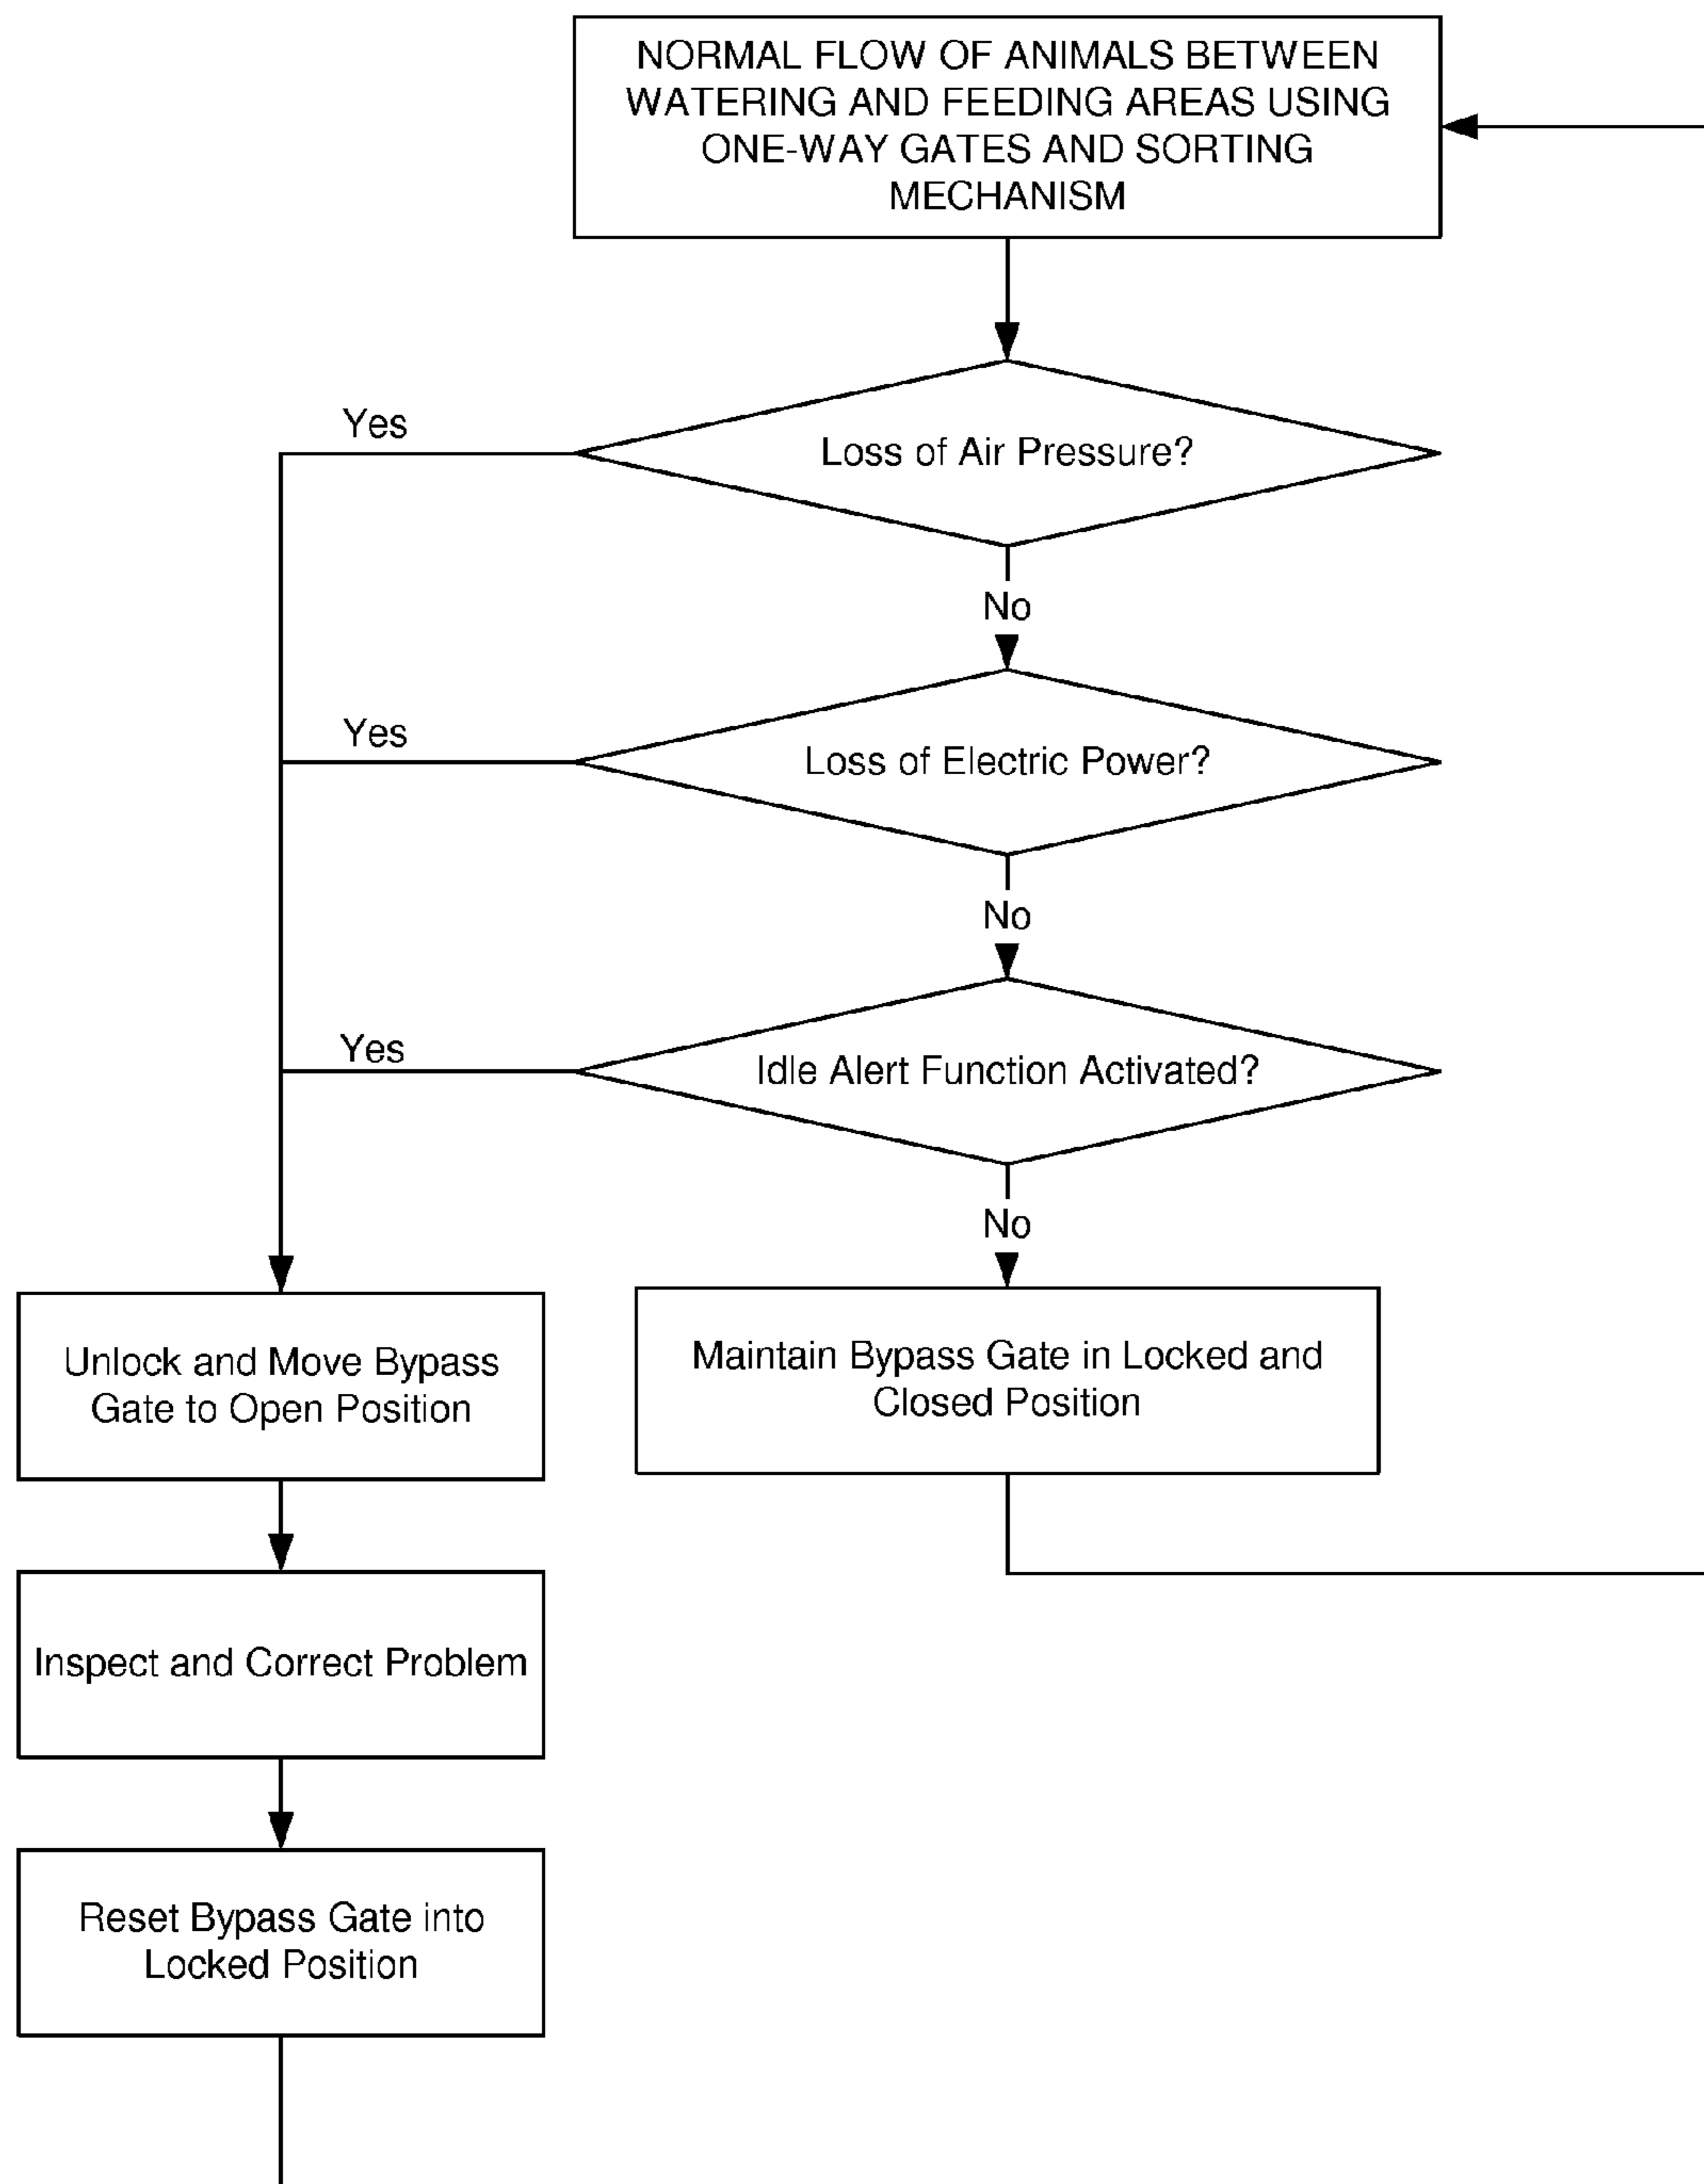 NORMAL FLOW OF ANIMALS BETWEEN
WATERING AND FEEDING AREAS USING
ONE-WAY GATES AND SORTING
MECHANISM
Yes
Loss of Air Pressure?
No
Yes
Loss of Electric Power?
No
Yes
Idle Alert Function Activated?
No
Unlock and Move Bypass
Gate to Open Position
Maintain Bypass Gate in Locked and
Closed Position
Inspect and Correct Problem
Reset Bypass Gate into
Locked Position